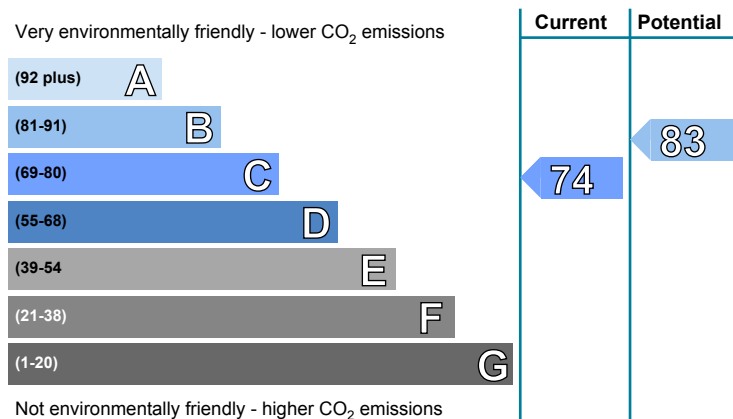 Very environmentally friendly - lower CO2 emissions
Current
Potential
(92 plus) A
(81-91) B
(69-80) C
(55-68) D
(39-54 E
(21-38) F
(1-20) G
74
83
Not environmentally friendly - higher CO2 emissions